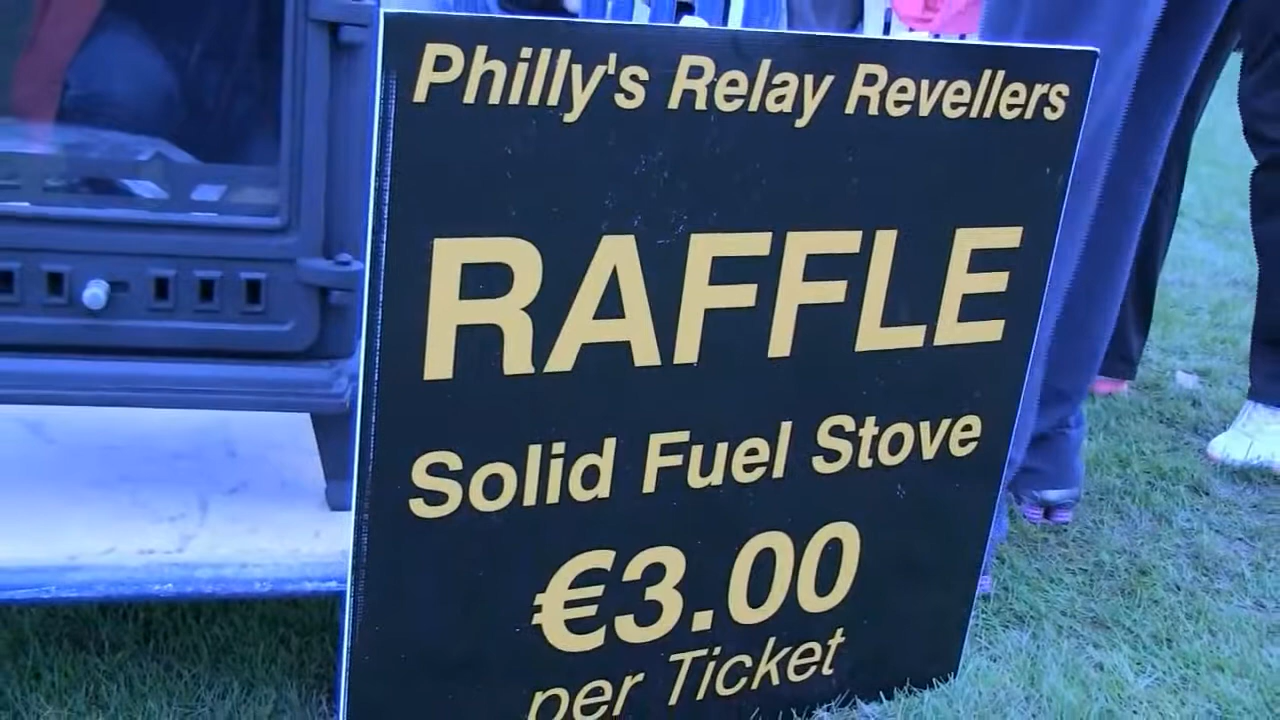 Philly's Relay Revellers
RAFFLE
Solid Fuel Stove
€3.00
per Ticket